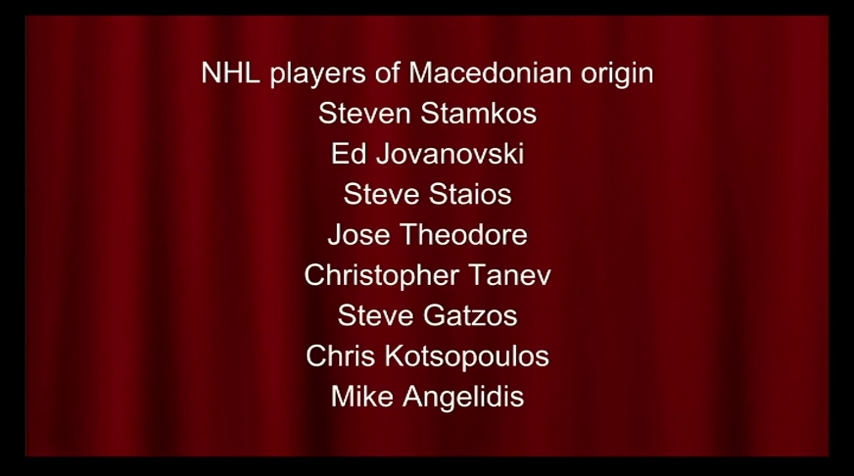 NHL players of Macedonian origin
Steven Stamkos
Ed Jovanovski
Steve Staios
Jose Theodore
Christopher Tanev
Steve Gatzos
Chris Kotsopoulos
Mike Angelidis